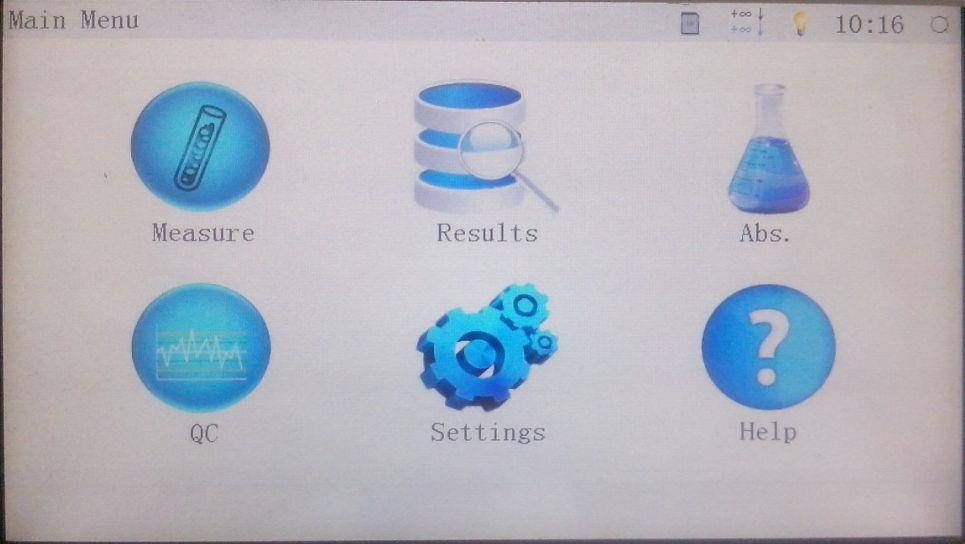 Main Menu
+∞ ↓
+∞ ↓
10:16
Measure
Results
Abs.
QC
Settings
Help